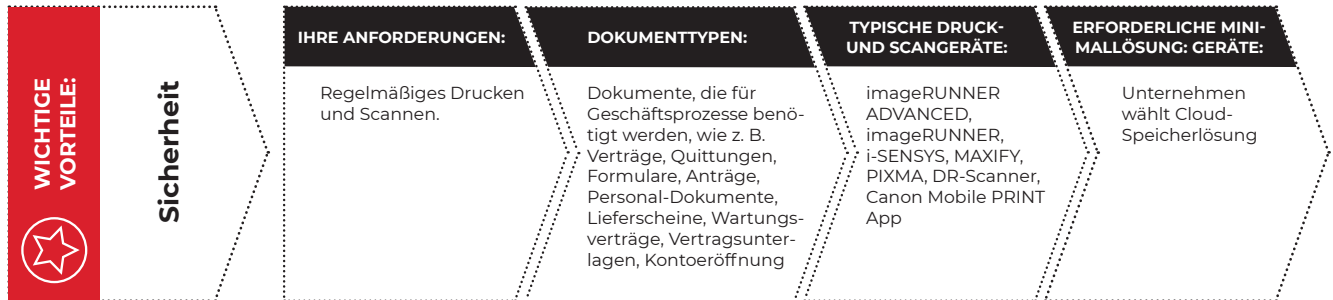 WICHTIGE
VORTEILE:
Sicherheit
IHRE ANFORDERUNGEN:
Regelmäßiges Drucken
und Scannen.
DOKUMENTTYPEN:
Dokumente, die für
Geschäftsprozesse benö-
tigt werden, wie z. B.
Verträge, Quittungen,
Formulare, Anträge,
Personal-Dokumente,
Lieferscheine, Wartungs-
verträge, Vertragsunter-
lagen, Kontoeröffnung
TYPISCHE DRUCK-
UND SCANGERÄTE:
imageRUNNER
ADVANCED,
imageRUNNER,
i-SENSYS, MAXIFY,
PIXMA, DR-Scanner,
Canon Mobile PRINT
App
ERFORDERLICHE MINI-
MALLÖSUNG: GERÄTE:
Unternehmen
wählt Cloud-
Speicherlösung